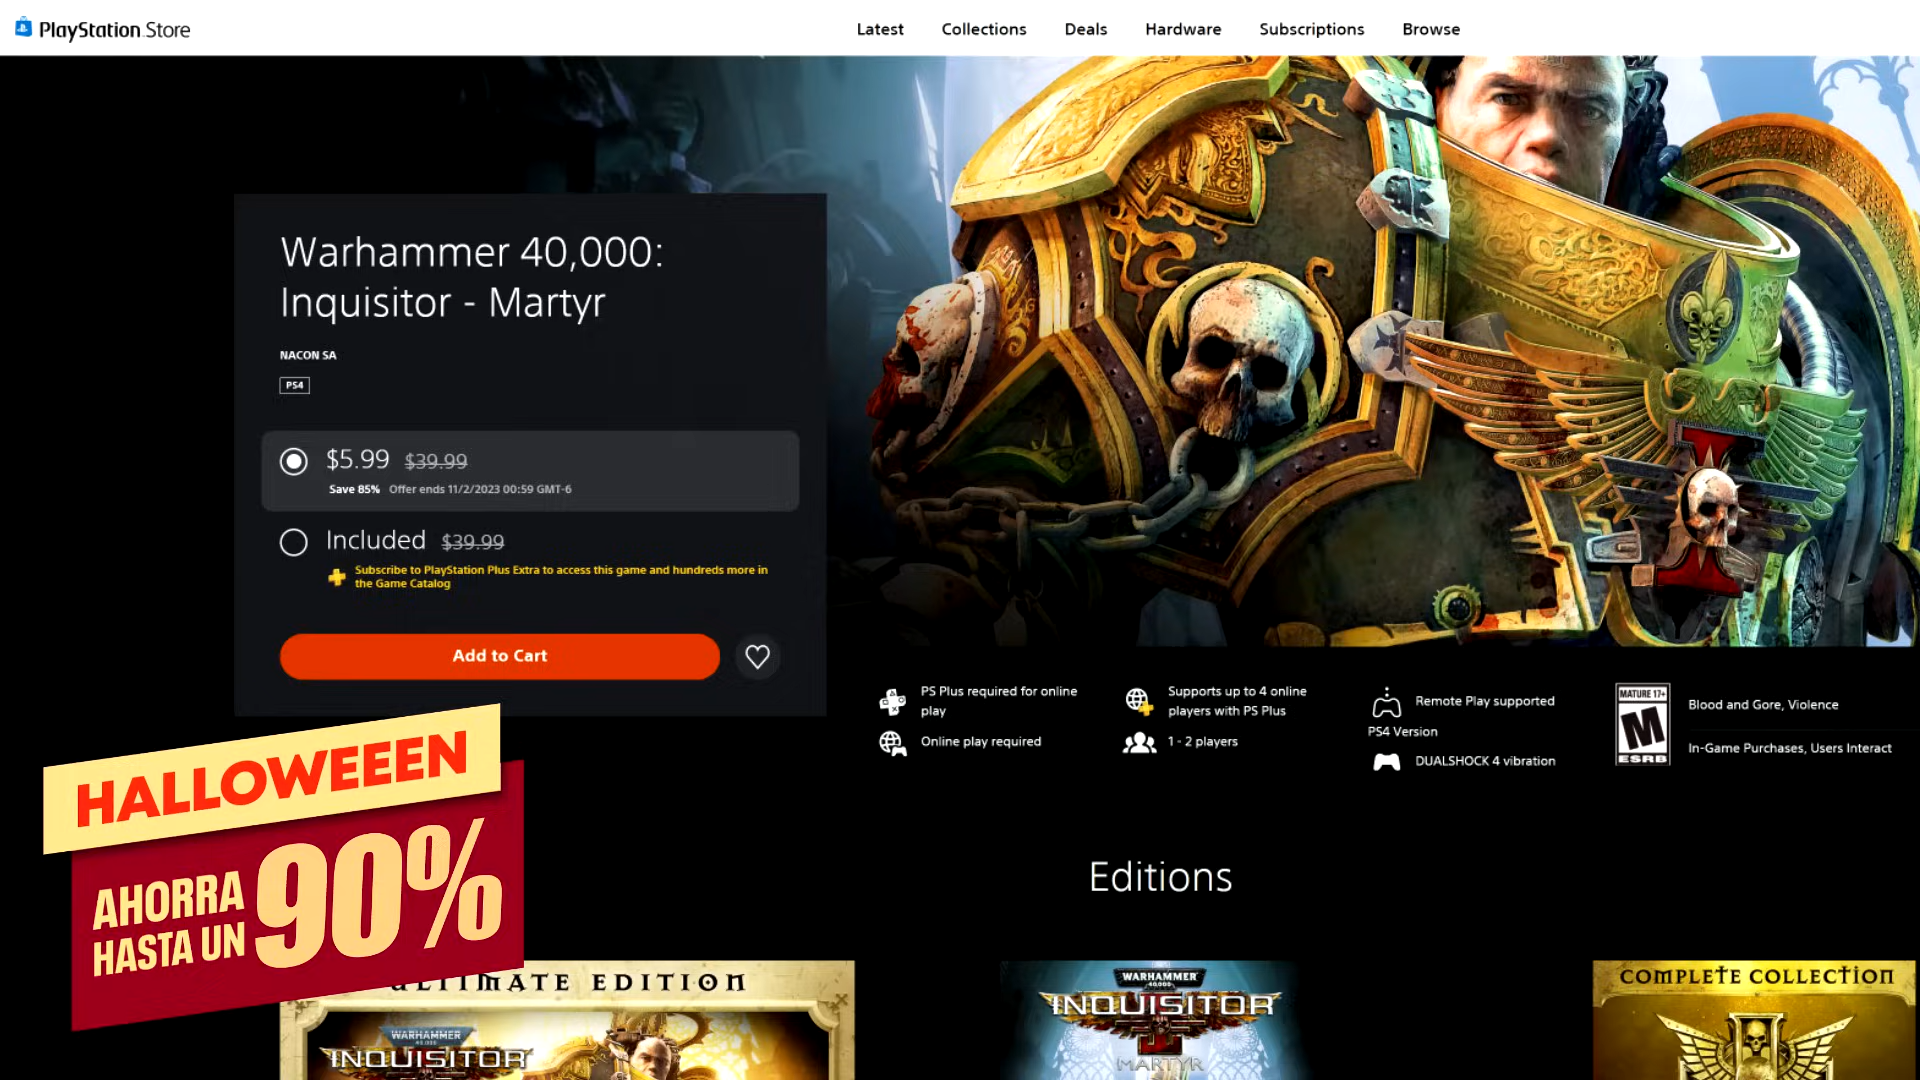 PlayStation Store
Latest
Collections
Deals
Hardware
Subscriptions
Browse
Warhammer 40,000:
Inquisitor - Martyr
NACON SA
PS4
$5.99 $39.99
Save 85% Offer ends 11/2/2023 00:59 GMT-6
Included $39.99
Subscribe to PlayStation Plus Extra to access this game and hundreds more in
the Game Catalog
Add to Cart
PS Plus required for online
play
Online play required
Supports up to 4 online
players with PS Plus
1 - 2 players
Remote Play supported
PS4 Version
DUALSHOCK 4 vibration
MATURE 17+
M
ESRB
Blood and Gore, Violence
In-Game Purchases, Users Interact
HALLOWEEEN
AHORRA
HASTA UN
90%
Editions
ULTIMATE EDITION
WARHAMMER
40,000
INQUISITOR
WARHAMMER
40,000
INQUISITOR
MARTYR
COMPLETE COLLECTION